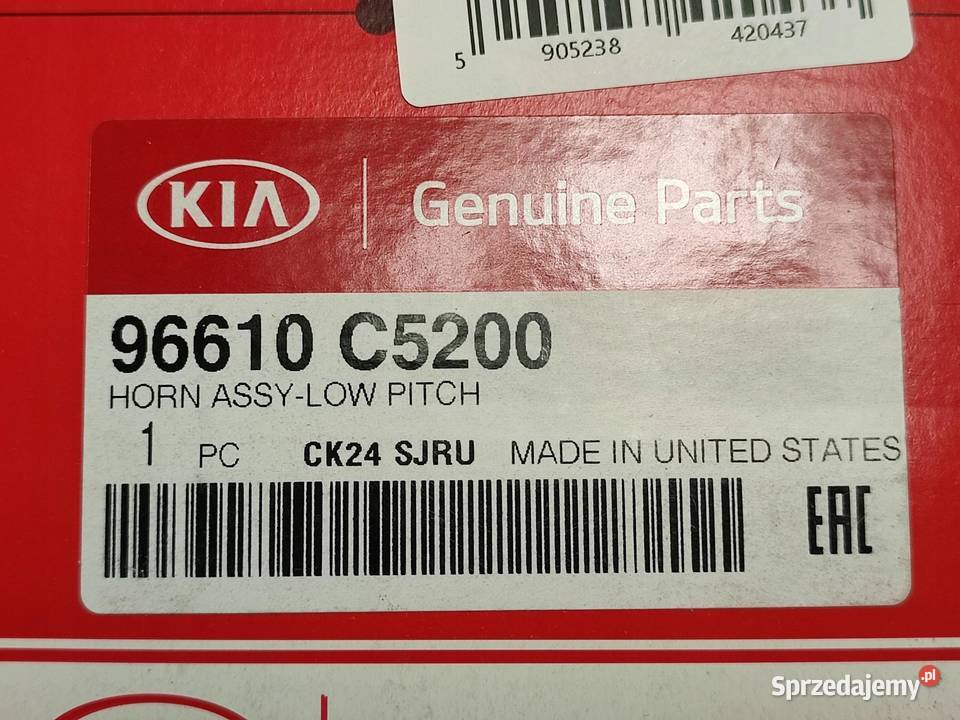 5 905238 420437
KIA Genuine Parts
96610 C5200
HORN ASSY-LOW PITCH
1 PC CK24 SJRU MADE IN UNITED STATES
EAC
Sprzedajemy.pl